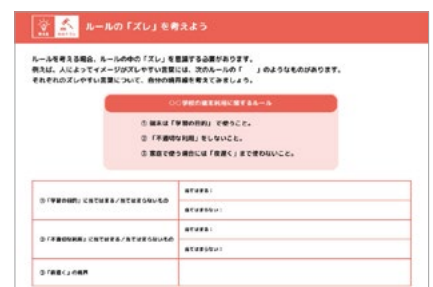 ルールの「ズレ」を考えよう
ルールを考える場合、ルールの中の「ズレ」を意識する必要があります。
例えば、人によってイメージがズレやすい言葉には、次のルールの「　」のようなものがあります。
それぞれのズレやすい言葉について、自分の境界線を考えてみましょう。
〇〇学校の端末利用に関するルール
① 端末は「学習の目的」で使うこと。
② 「不適切な利用」をしないこと。
③ 家庭で使う場合には「夜遅く」まで使わないこと。
①「学習の目的」に当てはまる／当てはまらないもの
当てはまる：
当てはまらない：
②「不適切な利用」に当てはまる／当てはまらないもの
当てはまる：
当てはまらない：
③「夜遅く」の境界